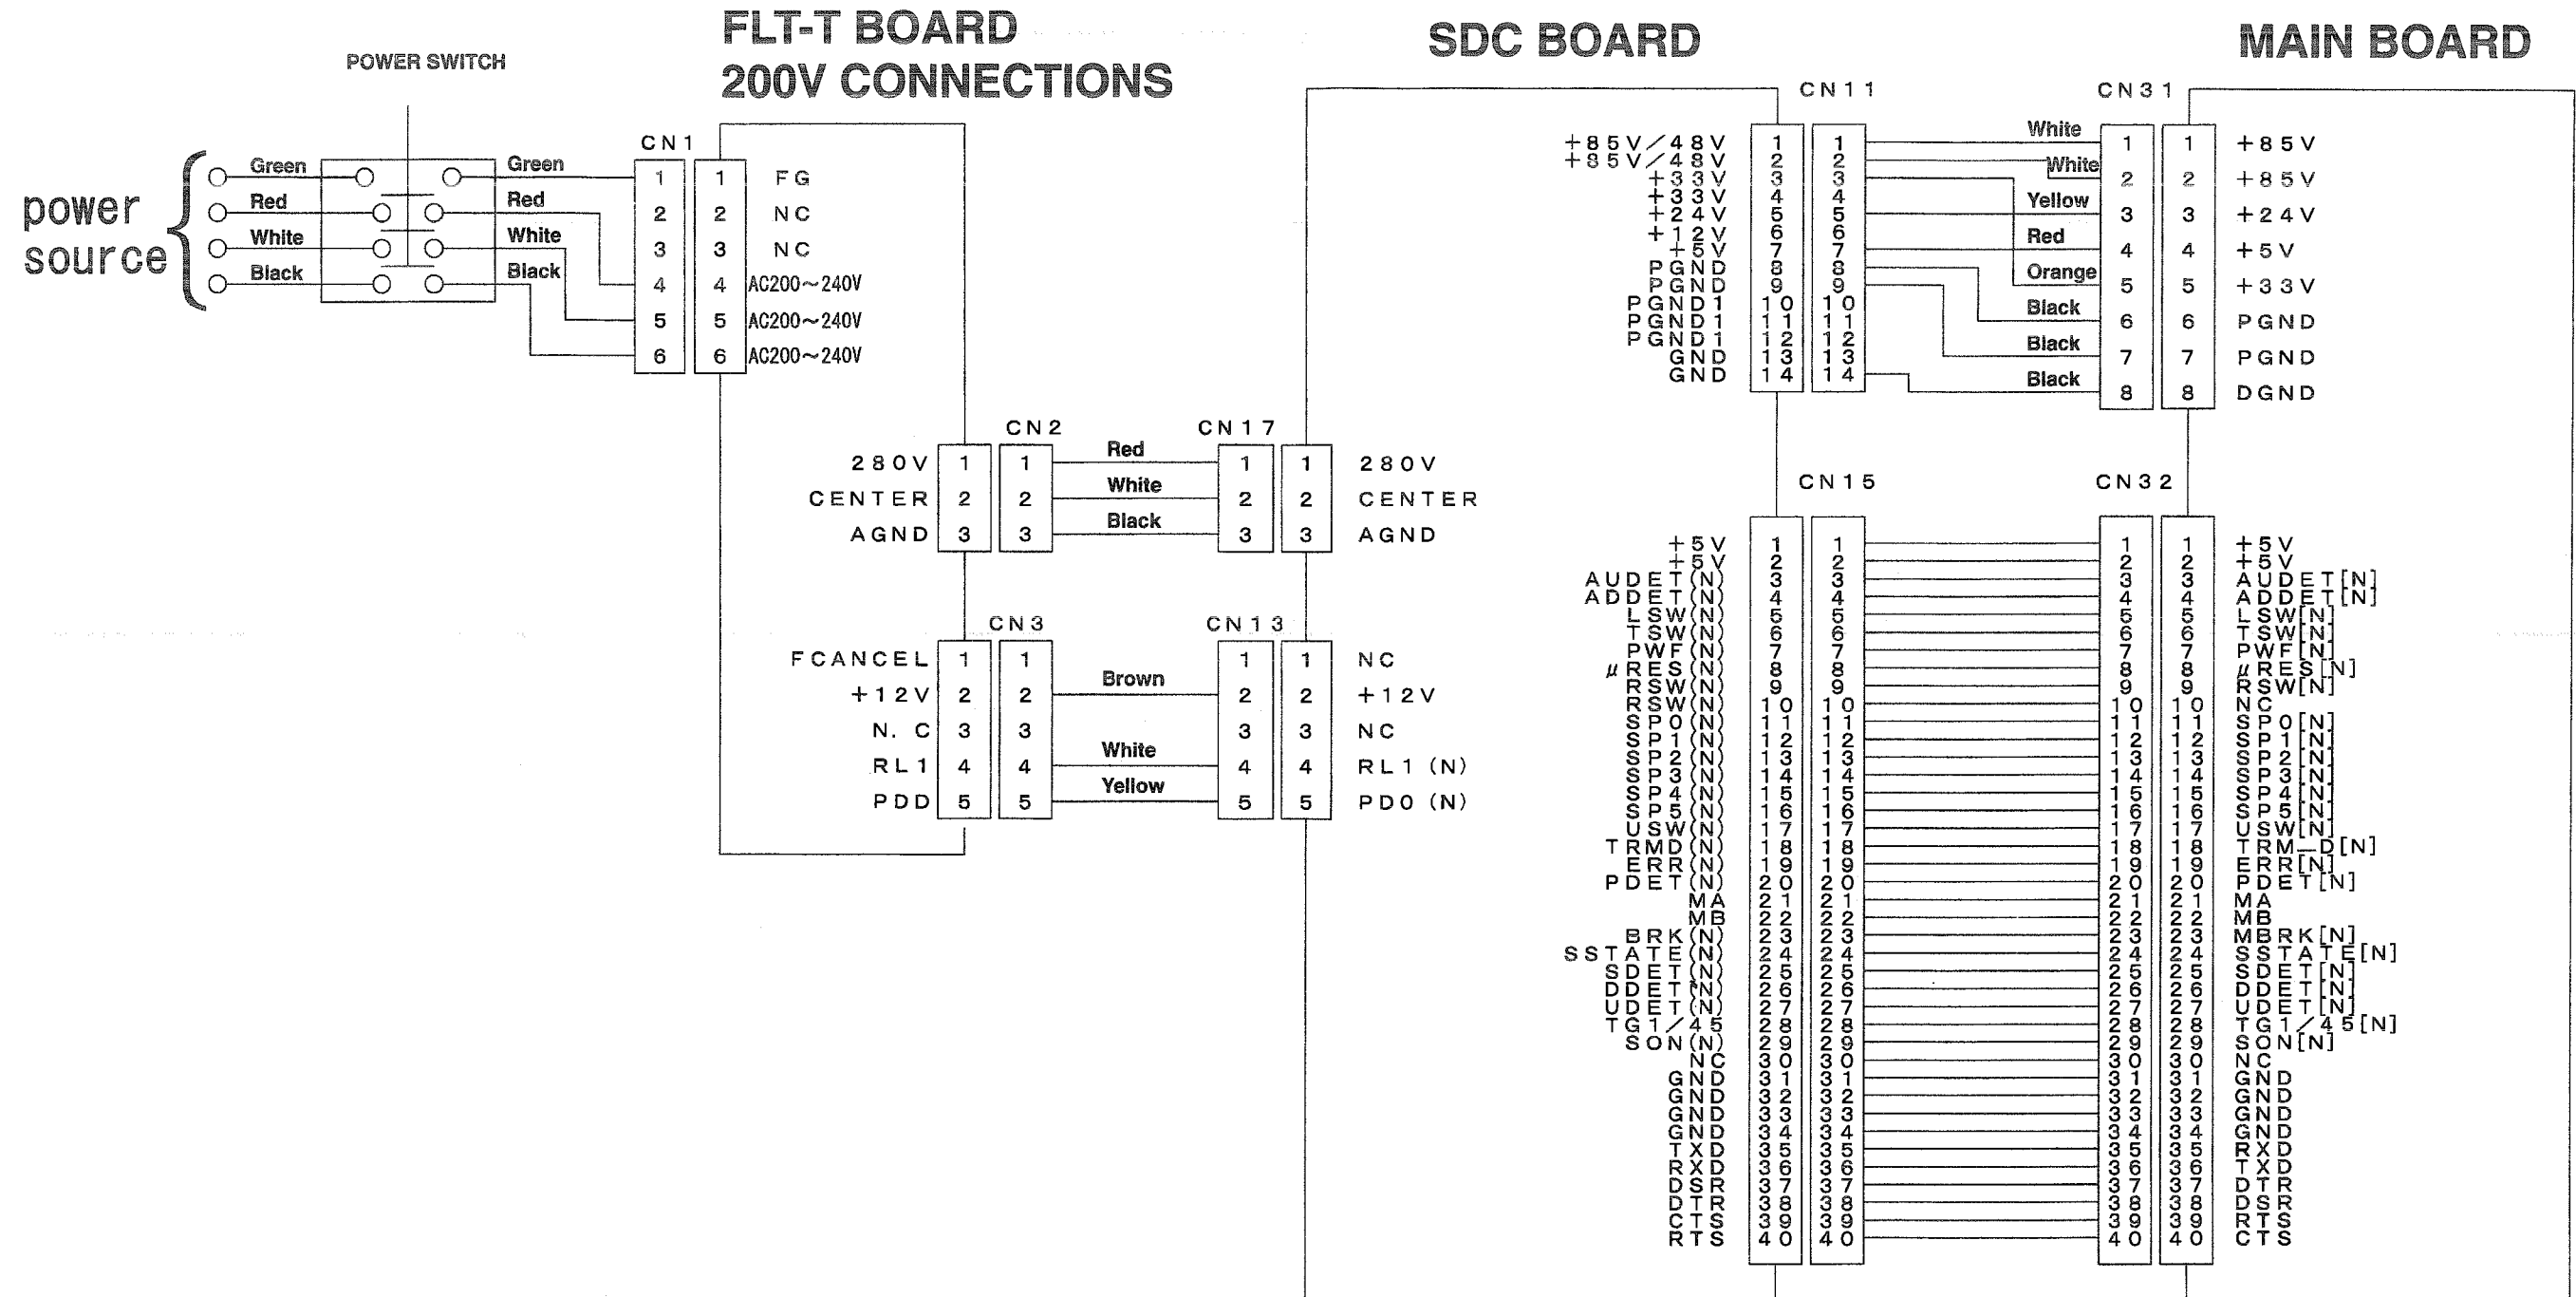 FLT-T BOARD
200V CONNECTIONS
SDC BOARD
MAIN BOARD
POWER SWITCH
power
source
Green
Red
White
Black
Green
Red
White
Black
CN1
1 1 FG
2 2 NC
3 3 NC
4 4 AC200~240V
5 5 AC200~240V
6 6 AC200~240V
CN2 CN17
280V 1 1 Red 1 1 280V
CENTER 2 2 White 2 2 CENTER
AGND 3 3 Black 3 3 AGND
CN3 CN13
FCANCEL 1 1 1 1 NC
+12V 2 2 Brown 2 2 +12V
N.C 3 3 3 3 NC
RL1 4 4 White 4 4 RL1(N)
PDD 5 5 Yellow 5 5 PD0(N)
CN11
+85V/48V 1 1
+85V/48V 2 2
+33V 3 3
+33V 4 4
+24V 5 5
+12V 6 6
+5V 7 7
PGND 8 8
PGND 9 9
PGND1 10 10
PGND1 11 11
PGND1 12 12
GND 13 13
GND 14 14
CN31
White 1 1 +85V
White 2 2 +85V
Yellow 3 3 +24V
Red 4 4 +5V
Orange 5 5 +33V
Black 6 6 PGND
Black 7 7 PGND
Black 8 8 DGND
CN15 CN32
+5V 1 1 1 1 +5V
+5V 2 2 2 2 +5V
AUDET(N) 3 3 3 3 AUDET[N]
ADDET(N) 4 4 4 4 ADDET[N]
LSW(N) 5 5 5 5 LSW[N]
TSW(N) 6 6 6 6 TSW[N]
PWF(N) 7 7 7 7 PWF[N]
μRES(N) 8 8 8 8 μRES[N]
RSW(N) 9 9 9 9 RSW[N]
RSW(N) 10 10 10 10 NC
SP0(N) 11 11 11 11 SP0[N]
SP1(N) 12 12 12 12 SP1[N]
SP2(N) 13 13 13 13 SP2[N]
SP3(N) 14 14 14 14 SP3[N]
SP4(N) 15 15 15 15 SP4[N]
SP5(N) 16 16 16 16 SP5[N]
USW(N) 17 17 17 17 USW[N]
TRMD(N) 18 18 18 18 TRM_D[N]
ERR(N) 19 19 19 19 ERR[N]
PDET(N) 20 20 20 20 PDET[N]
MA 21 21 21 21 MA
MB 22 22 22 22 MB
BRK(N) 23 23 23 23 MBRK[N]
SSTATE(N) 24 24 24 24 SSTATE[N]
SDET(N) 25 25 25 25 SDET[N]
DDET(N) 26 26 26 26 DDET[N]
UDET(N) 27 27 27 27 UDET[N]
TG1/45 28 28 28 28 TG1/45[N]
SON(N) 29 29 29 29 SON[N]
NC 30 30 30 30 NC
GND 31 31 31 31 GND
GND 32 32 32 32 GND
GND 33 33 33 33 GND
GND 34 34 34 34 GND
TXD 35 35 35 35 RXD
RXD 36 36 36 36 TXD
DSR 37 37 37 37 DTR
DTR 38 38 38 38 DSR
CTS 39 39 39 39 RTS
RTS 40 40 40 40 CTS